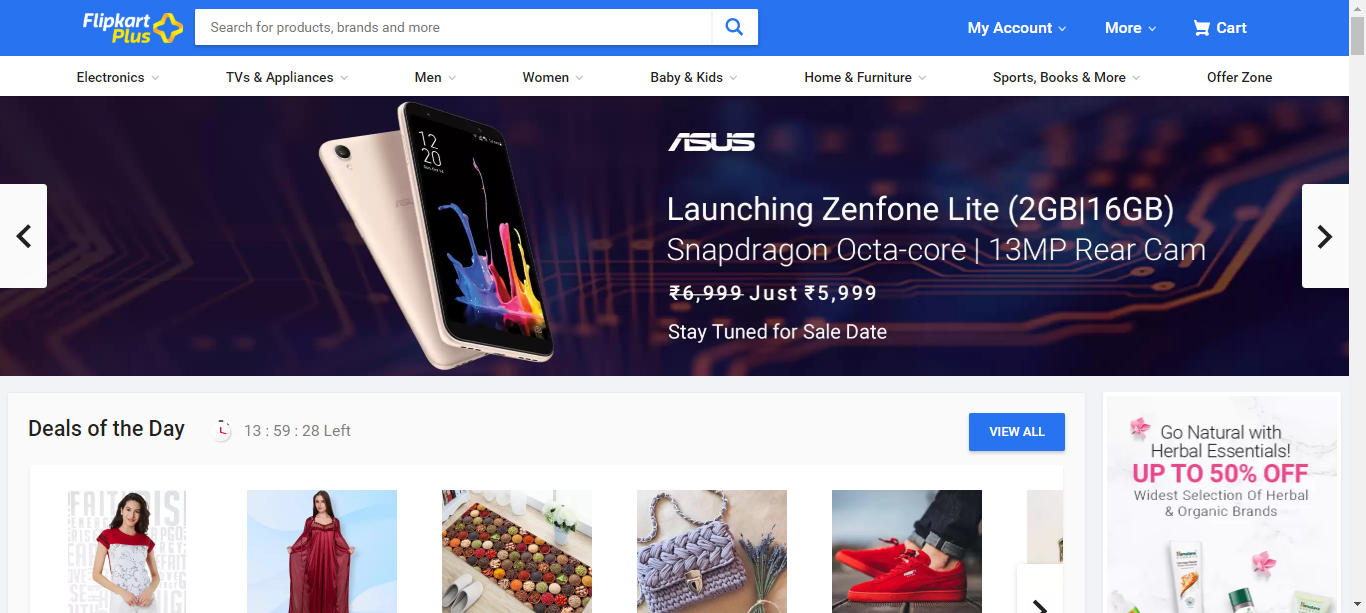 Flipkart
Plus
Search for products, brands and more
My Account
More
Cart
Electronics
TVs & Appliances
Men
Women
Baby & Kids
Home & Furniture
Sports, Books & More
Offer Zone
12
20
ASUS
Launching Zenfone Lite (2GB|16GB)
Snapdragon Octa-core | 13MP Rear Cam
₹6,999 Just ₹5,999
Stay Tuned for Sale Date
Deals of the Day
13 : 59 : 28 Left
VIEW ALL
Go Natural with
Herbal Essentials!
UP TO 50% OFF
Widest Selection Of Herbal
& Organic Brands